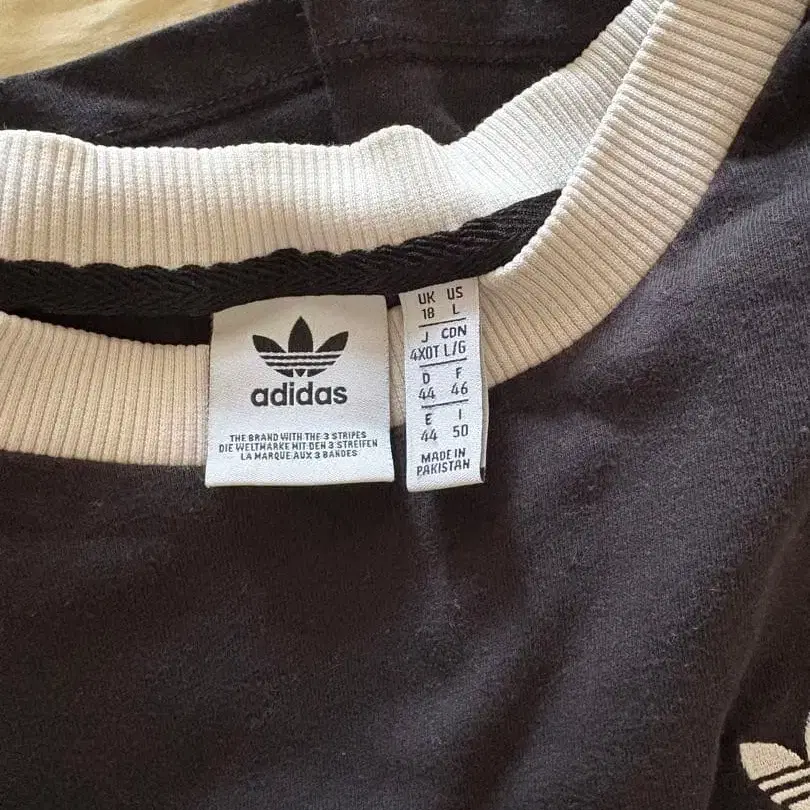 adidas
THE BRAND WITH THE 3 STRIPES
DIE WELTMARKE MIT DEN 3 STREIFEN
LA MARQUE AUX 3 BANDES
UK US
18 L
J CDN
4XOT L/G
D F
44 46
E I
44 50
MADE IN
PAKISTAN